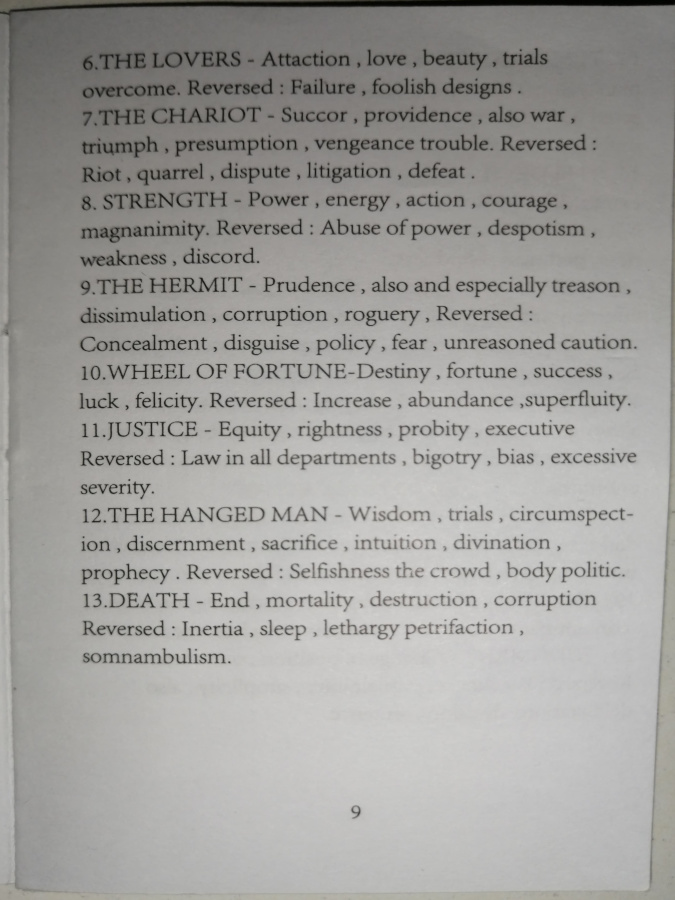 6.THE LOVERS - Attaction , love , beauty , trials
overcome. Reversed : Failure , foolish designs .
7.THE CHARIOT - Succor , providence , also war ,
triumph , presumption , vengeance trouble. Reversed :
Riot , quarrel , dispute , litigation , defeat .
8. STRENGTH - Power , energy , action , courage ,
magnanimity. Reversed : Abuse of power , despotism ,
weakness , discord.
9.THE HERMIT - Prudence , also and especially treason ,
dissimulation , corruption , roguery , Reversed :
Concealment , disguise , policy , fear , unreasoned caution.
10.WHEEL OF FORTUNE-Destiny , fortune , success ,
luck , felicity. Reversed : Increase , abundance ,superfluity.
11.JUSTICE - Equity , rightness , probity , executive
Reversed : Law in all departments , bigotry , bias , excessive
severity.
12.THE HANGED MAN - Wisdom , trials , circumspect-
ion , discernment , sacrifice , intuition , divination ,
prophecy . Reversed : Selfishness the crowd , body politic.
13.DEATH - End , mortality , destruction , corruption
Reversed : Inertia , sleep , lethargy petrifaction ,
somnambulism.
9